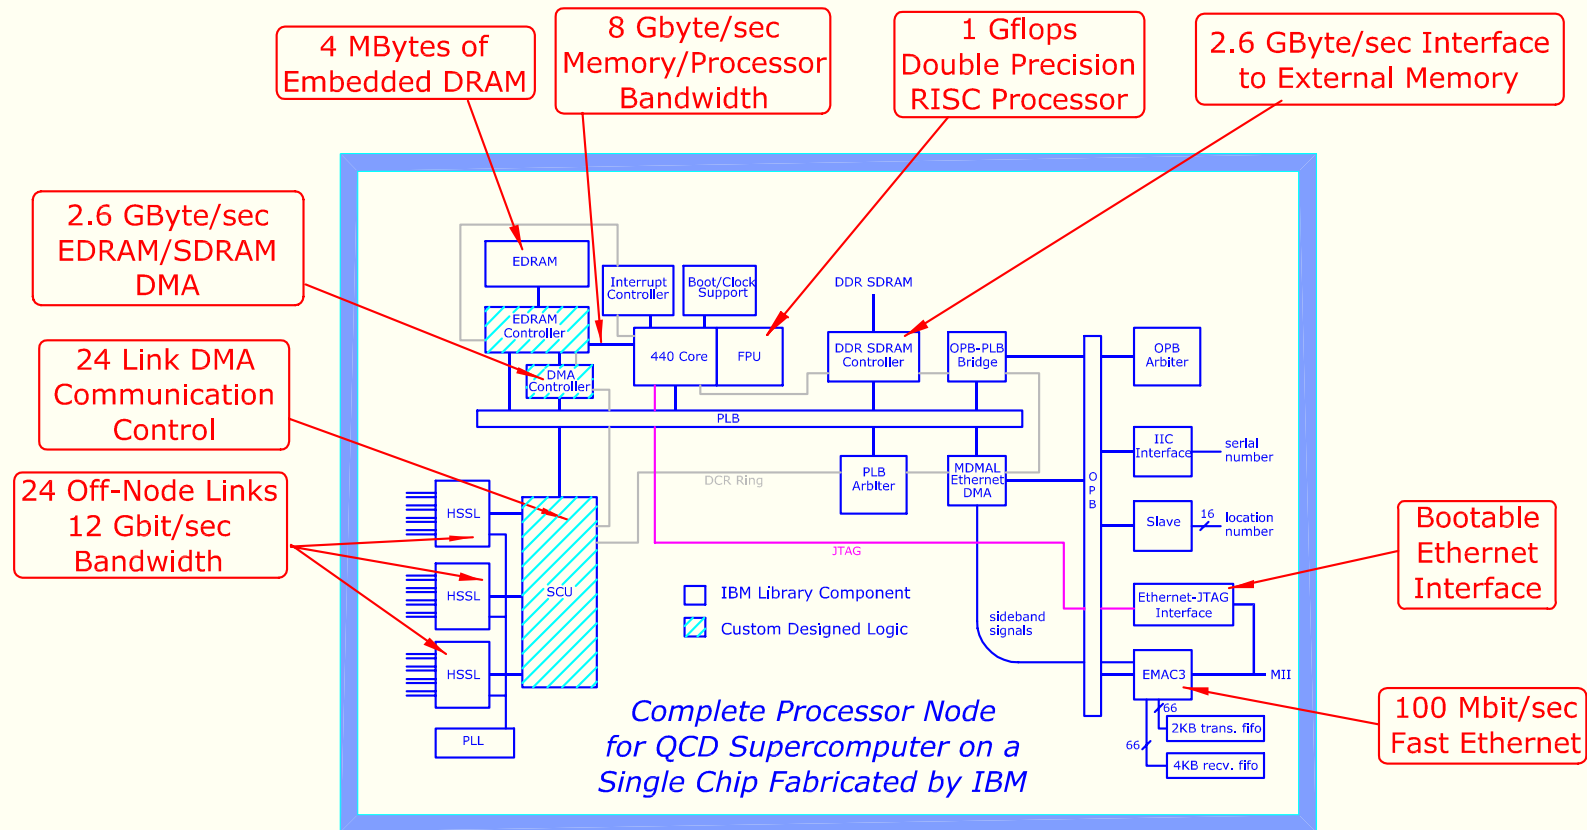 4 MBytes of
Embedded DRAM
8 Gbyte/sec
Memory/Processor
Bandwidth
1 Gflops
Double Precision
RISC Processor
2.6 GByte/sec Interface
to External Memory
2.6 GByte/sec
EDRAM/SDRAM
DMA
24 Link DMA
Communication
Control
24 Off-Node Links
12 Gbit/sec
Bandwidth
Bootable
Ethernet
Interface
100 Mbit/sec
Fast Ethernet
EDRAM
Interrupt
Controller
Boot/Clock
Support
DDR SDRAM
EDRAM
Controller
440 Core
FPU
DDR SDRAM
Controller
OPB-PLB
Bridge
OPB
Arbiter
DMA
Controller
PLB
IIC
Interface
serial
number
PLB
Arbiter
MDMAL
Ethernet
DMA
OPB
DCR Ring
HSSL
Slave
16
location
number
JTAG
HSSL
SCU
IBM Library Component
Custom Designed Logic
Ethernet-JTAG
Interface
sideband
signals
HSSL
EMAC3
MII
PLL
66
2KB trans. fifo
66
4KB recv. fifo
Complete Processor Node
for QCD Supercomputer on a
Single Chip Fabricated by IBM